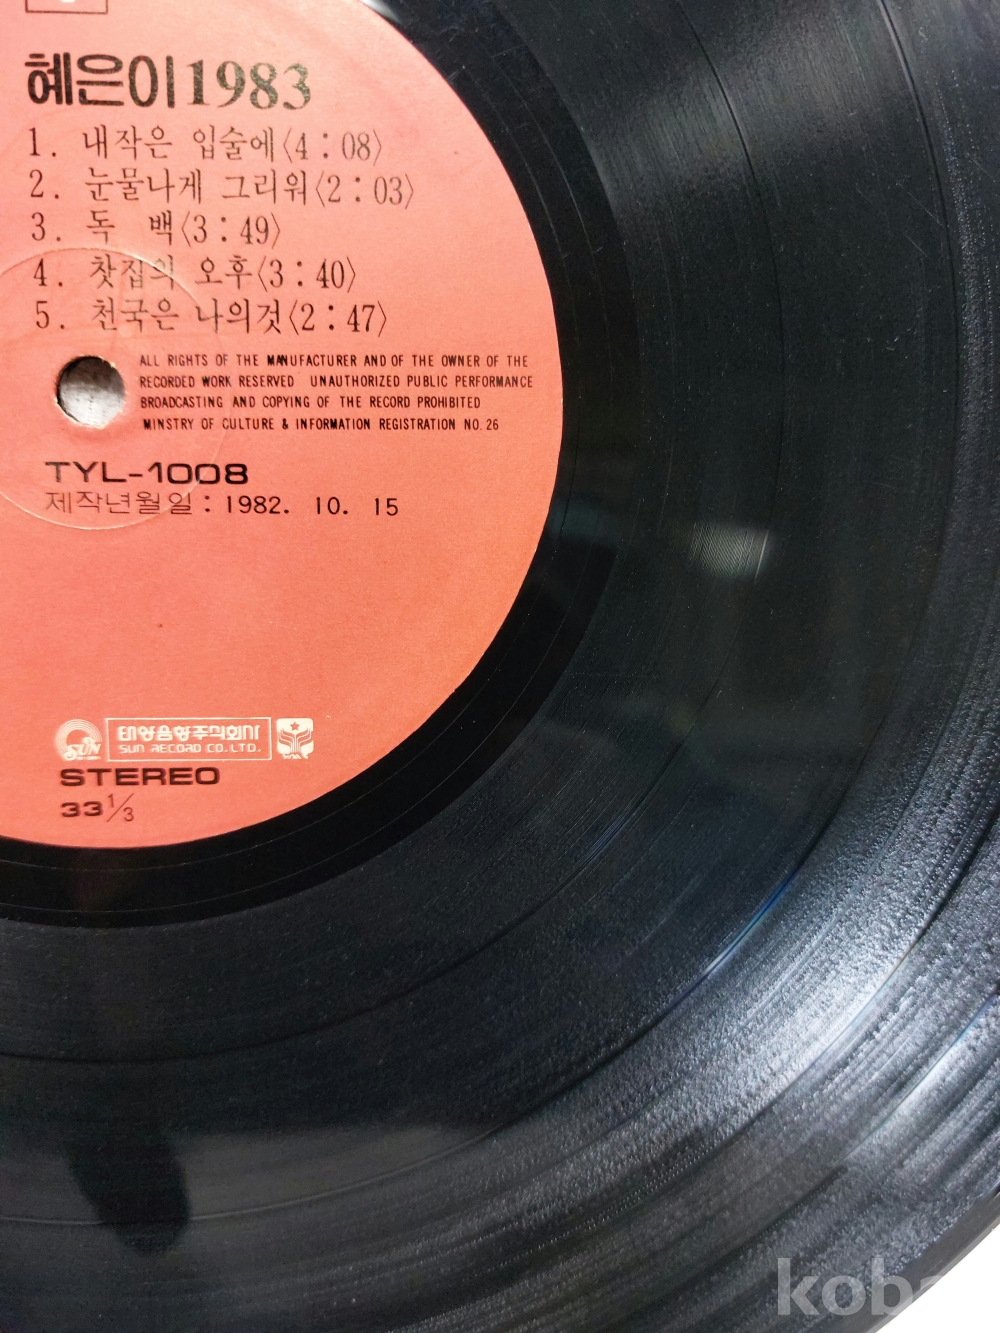 혜은이1983
1. 내작은 입술에〈4：08〉
2. 눈물나게 그리워〈2：03〉
3. 독 백〈3：49〉
4. 찻집의 오후〈3：40〉
5. 천국은 나의것〈2：47〉
ALL RIGHTS OF THE MANUFACTURER AND OF THE OWNER OF THE
RECORDED WORK RESERVED UNAUTHORIZED PUBLIC PERFORMANCE
BROADCASTING AND COPYING OF THE RECORD PROHIBITED
MINSTRY OF CULTURE & INFORMATION REGISTRATION NO. 26
TYL-1008
제작년월일 : 1982. 10. 15
SUN
태양음향주식회사
SUN RECORD CO. LTD.
STEREO
33 1/3
koba